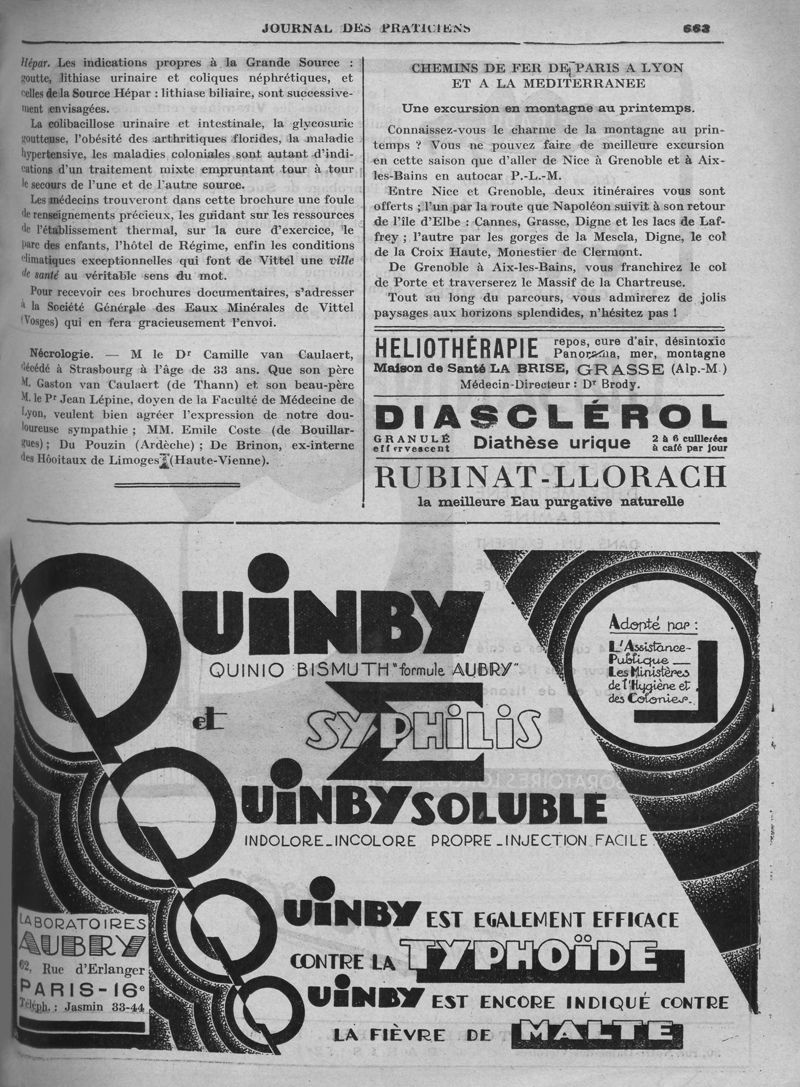 JOURNAL DES PRATICIENS 663
Hépar. Les indications propres à la Grande Source :
goutte, lithiase urinaire et coliques néphrétiques, et
celles de la Source Hépar : lithiase biliaire, sont successive-
ment envisagées.
La colibacillose urinaire et intestinale, la glycosurie
goutteuse, l'obésité des arthritiques florides, la maladie
hypertensive, les maladies coloniales sont autant d'indi-
cations d'un traitement mixte empruntant tour à tour
le secours de l'une et de l'autre source.
Les médecins trouveront dans cette brochure une foule
de renseignements précieux, les guidant sur les ressources
de l'établissement thermal, sur la cure d'exercice, le
parc des enfants, l'hôtel de Régime, enfin les conditions
climatiques exceptionnelles qui font de Vittel une ville
de santé au véritable sens du mot.
Pour recevoir ces brochures documentaires, s'adresser
à la Société Générale des Eaux Minérales de Vittel
(Vosges) qui en fera gracieusement l'envoi.
Nécrologie. — M le Dr Camille van Caulaert,
décédé à Strasbourg à l'âge de 33 ans. Que son père
M. Gaston van Caulaert (de Thann) et son beau-père
M. le Pr Jean Lépine, doyen de la Faculté de Médecine de
Lyon, veulent bien agréer l'expression de notre dou-
loureuse sympathie ; MM. Emile Coste (de Bouillar-
gues) ; Du Pouzin (Ardèche) ; De Brinon, ex-interne
des Hôoitaux de Limoges (Haute-Vienne).
CHEMINS DE FER DE PARIS A LYON
ET A LA MEDITERRANEE
Une excursion en montagne au printemps.
Connaissez-vous le charme de la montagne au prin-
temps ? Vous ne pouvez faire de meilleure excursion
en cette saison que d'aller de Nice à Grenoble et à Aix-
les-Bains en autocar P.-L.-M.
Entre Nice et Grenoble, deux itinéraires vous sont
offerts ; l'un par la route que Napoléon suivit à son retour
de l'île d'Elbe : Cannes, Grasse, Digne et les lacs de Laf-
frey ; l'autre par les gorges de la Mescla, Digne, le col
de la Croix Haute, Monestier de Clermont.
De Grenoble à Aix-les-Bains, vous franchirez le col
de Porte et traverserez le Massif de la Chartreuse.
Tout au long du parcours, vous admirerez de jolis
paysages aux horizons splendides, n'hésitez pas !
HELIOTHÉRAPIE repos, cure d'air, désintoxic
Panorama, mer, montagne
Maison de Santé LA BRISE, GRASSE (Alp.-M.)
Médecin-Directeur : Dr Brody.
DIASCLÉROL
GRANULÉ
effervescent
Diathèse urique
2 à 6 cuillerées
à café par jour
RUBINAT-LLORACH
la meilleure Eau purgative naturelle
QUINBY
QUINIO BISMUTH "formule AUBRY"
et
SYPHILIS
QUINBY SOLUBLE
INDOLORE_INCOLORE PROPRE_INJECTION FACILE
Adopté par :
L'Assistance-
Publique __
Les Ministères
de l'Hygiène et
des Colonies.
QUINBY EST EGALEMENT EFFICACE
CONTRE LA TYPHOÏDE
QUINBY EST ENCORE INDIQUÉ CONTRE
LA FIÈVRE DE MALTE
LABORATOIRES
AUBRY
62, Rue d'Erlanger
PARIS-16e
Téléph. : Jasmin 33-44